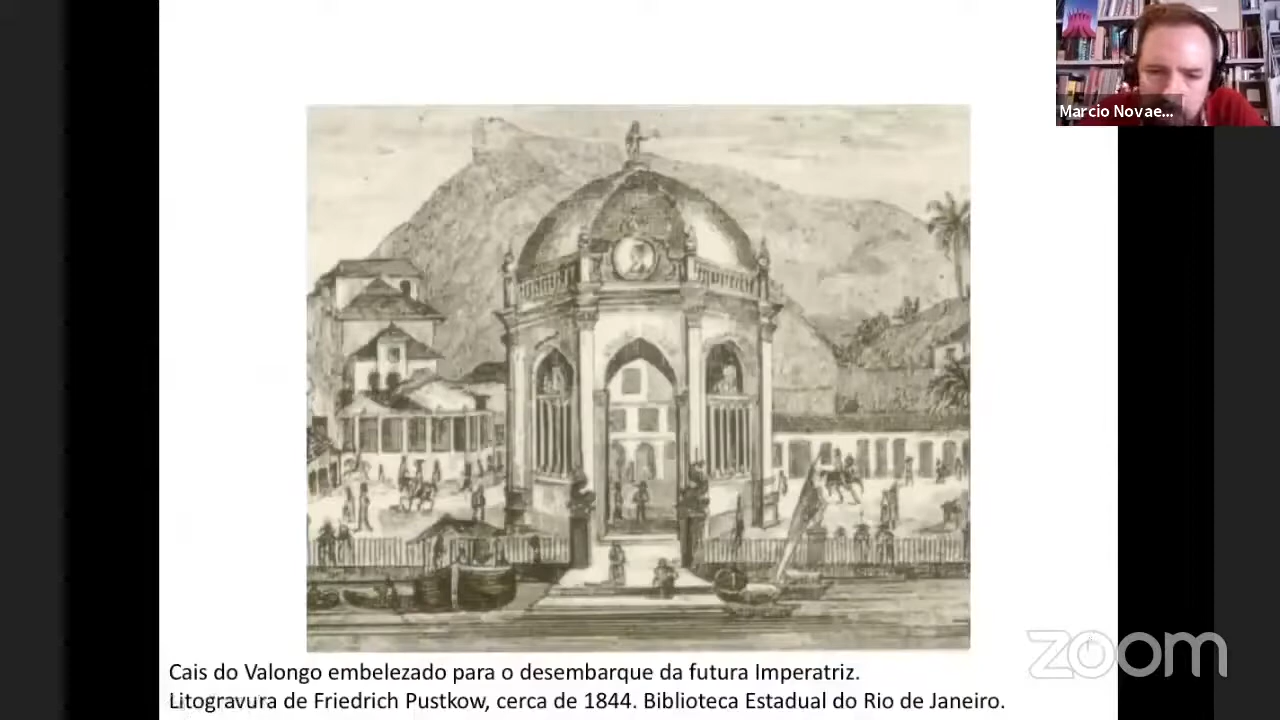 Marcio Novae...
Cais do Valongo embelezado para o desembarque da futura Imperatriz.
Litogravura de Friedrich Pustkow, cerca de 1844. Biblioteca Estadual do Rio de Janeiro.
zoom